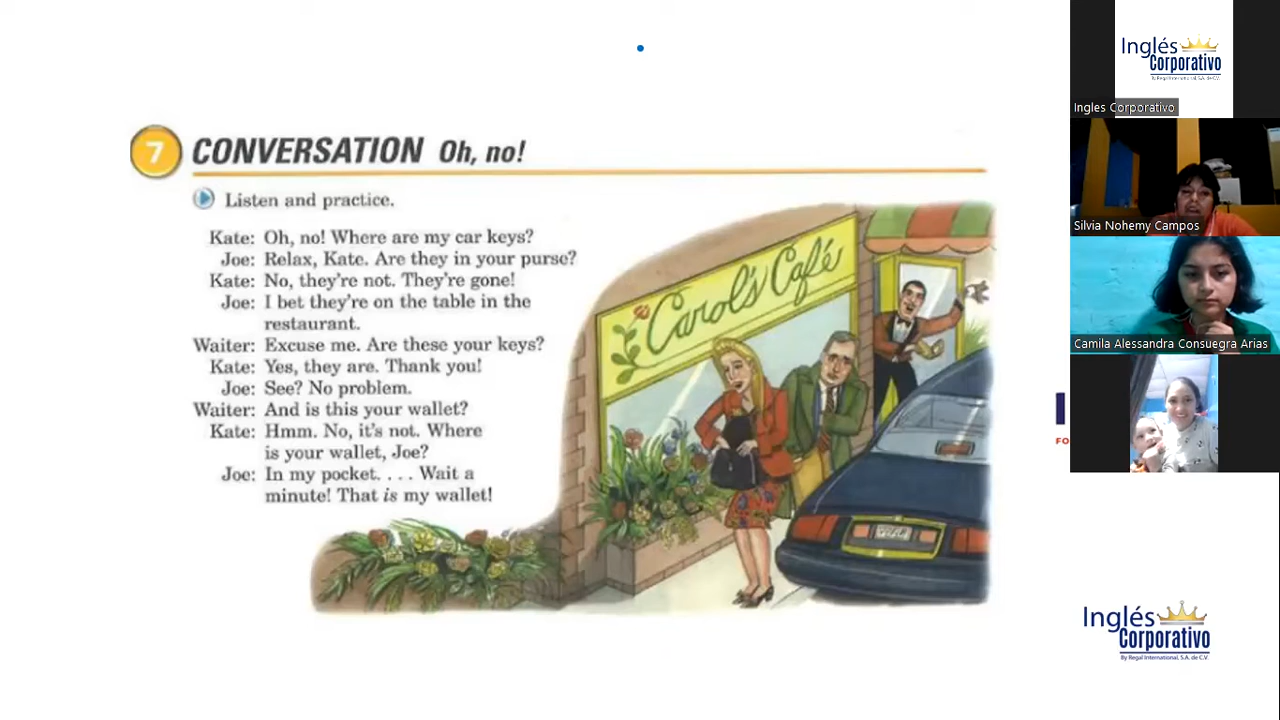 7 CONVERSATION Oh, no!
Listen and practice.
Kate: Oh, no! Where are my car keys?
Joe: Relax, Kate. Are they in your purse?
Kate: No, they're not. They're gone!
Joe: I bet they're on the table in the
restaurant.
Waiter: Excuse me. Are these your keys?
Kate: Yes, they are. Thank you!
Joe: See? No problem.
Waiter: And is this your wallet?
Kate: Hmm. No, it's not. Where
is your wallet, Joe?
Joe: In my pocket. . . . Wait a
minute! That is my wallet!
Carol's Café
Inglés
Corporativo
By Regal International, S.A. de C.V.
Ingles Corporativo
Silvia Nohemy Campos
Camila Alessandra Consuegra Arias
FO
Inglés
Corporativo
By Regal International, S.A. de C.V.